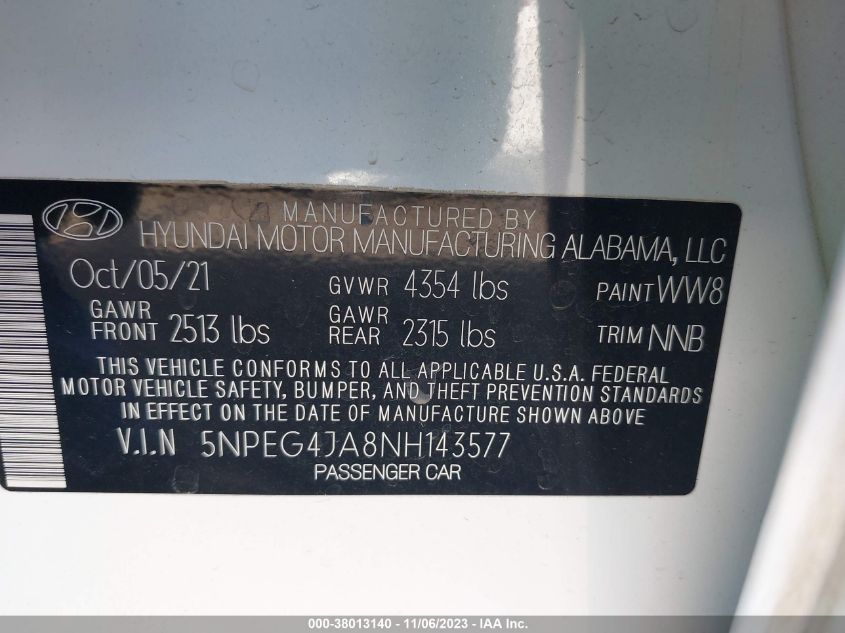 MANUFACTURED BY
HYUNDAI MOTOR MANUFACTURING ALABAMA, LLC
Oct/05/21 GVWR 4354 lbs PAINT WW8
GAWR FRONT 2513 lbs GAWR REAR 2315 lbs TRIM NNB
THIS VEHICLE CONFORMS TO ALL APPLICABLE U.S.A. FEDERAL
MOTOR VEHICLE SAFETY, BUMPER, AND THEFT PREVENTION STANDARDS
IN EFFECT ON THE DATE OF MANUFACTURE SHOWN ABOVE
V.I.N 5NPEG4JA8NH143577
PASSENGER CAR
000-38013140 - 11/06/2023 - IAA Inc.